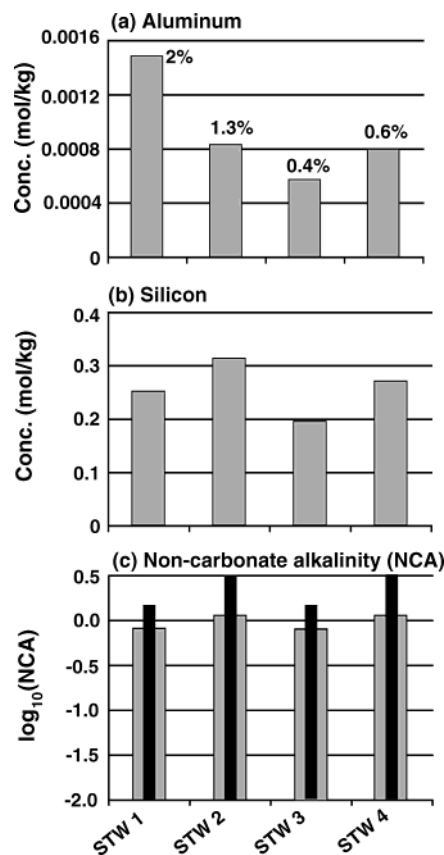 (a) Aluminum
0.0016
2%
0.0012
1.3%
0.6%
0.0008
0.4%
0.0004
0
Conc. (mol/kg)
(b) Silicon
0.4
0.3
0.2
0.1
0
Conc. (mol/kg)
(c) Non-carbonate alkalinity (NCA)
0.5
0.0
-0.5
-1.0
-1.5
-2.0
log10(NCA)
STW 1
STW 2
STW 3
STW 4